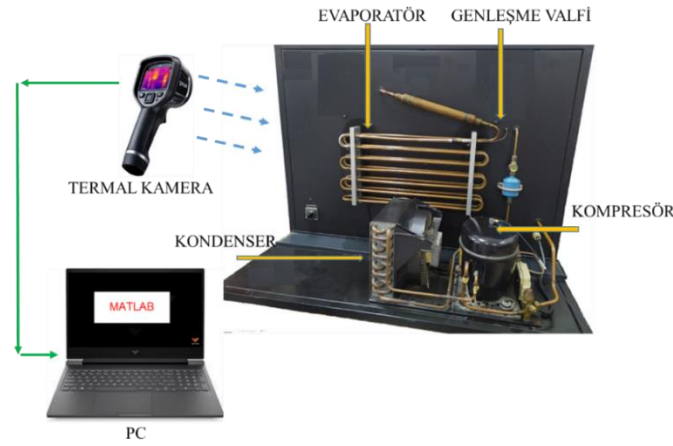 EVAPORATÖR
GENLEŞME VALFİ
TERMAL KAMERA
KOMPRESÖR
KONDENSER
MATLAB
PC